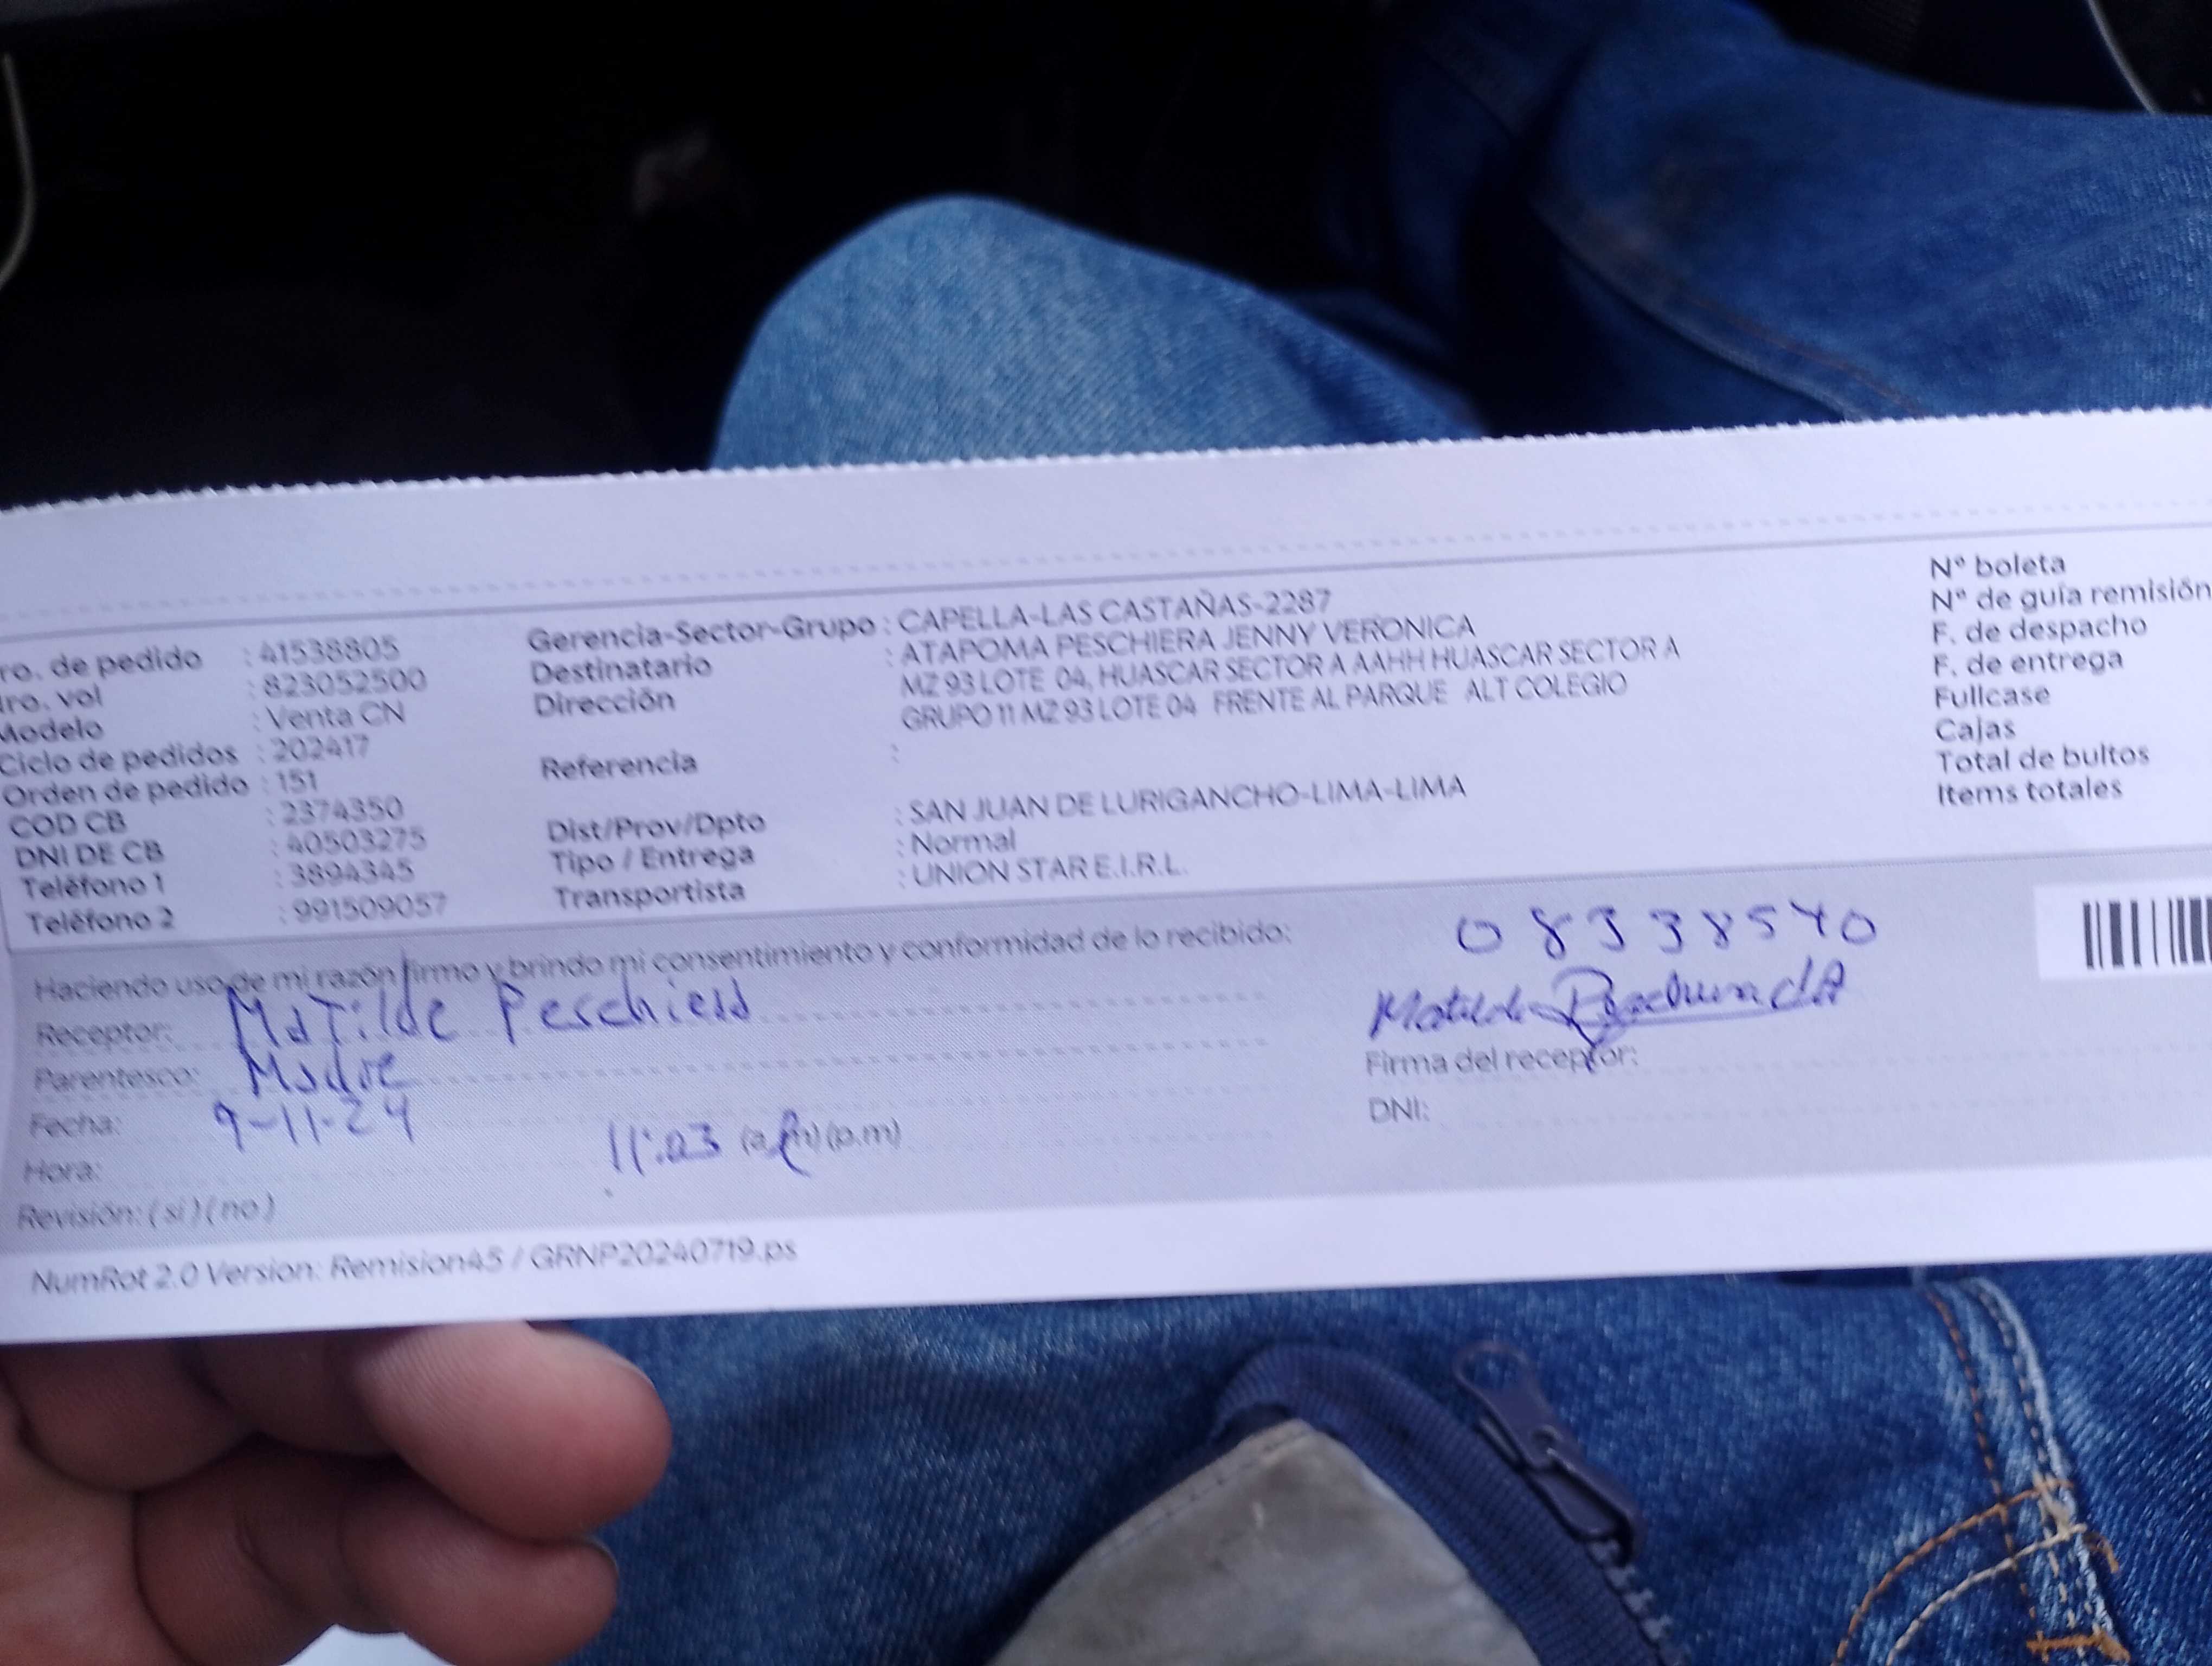 ro. de pedido : 41538805
ro. vol : 823052500
Modelo : Venta CN
Ciclo de pedidos : 202417
Orden de pedido : 151
COD CB : 2374350
DNI DE CB : 40503275
Teléfono 1 : 3894345
Teléfono 2 : 991509057
Gerencia-Sector-Grupo : CAPELLA-LAS CASTAÑAS-2287
Destinatario : ATAPOMA PESCHIERA JENNY VERONICA
Dirección MZ 93 LOTE 04, HUASCAR SECTOR A AAHH HUASCAR SECTOR A
GRUPO 11 MZ 93 LOTE 04 FRENTE AL PARQUE ALT COLEGIO
Referencia :
Dist/Prov/Dpto : SAN JUAN DE LURIGANCHO-LIMA-LIMA
Tipo / Entrega : Normal
Transportista : UNION STAR E.I.R.L.
Nº boleta
Nº de guía remisión
F. de despacho
F. de entrega
Fullcase
Cajas
Total de bultos
Items totales
Haciendo uso de mi razón firmo y brindo mi consentimiento y conformidad de lo recibido:
Receptor: Matilde Peschiera
Parentesco: Madre
Fecha: 9-11-24
Hora: 11:03 (a.m) (p.m)
Revisión: ( si ) ( no )
08338540
Matilde
Firma del receptor:
DNI:
NumRot 2.0 Version: Remision45 / GRNP20240719.ps